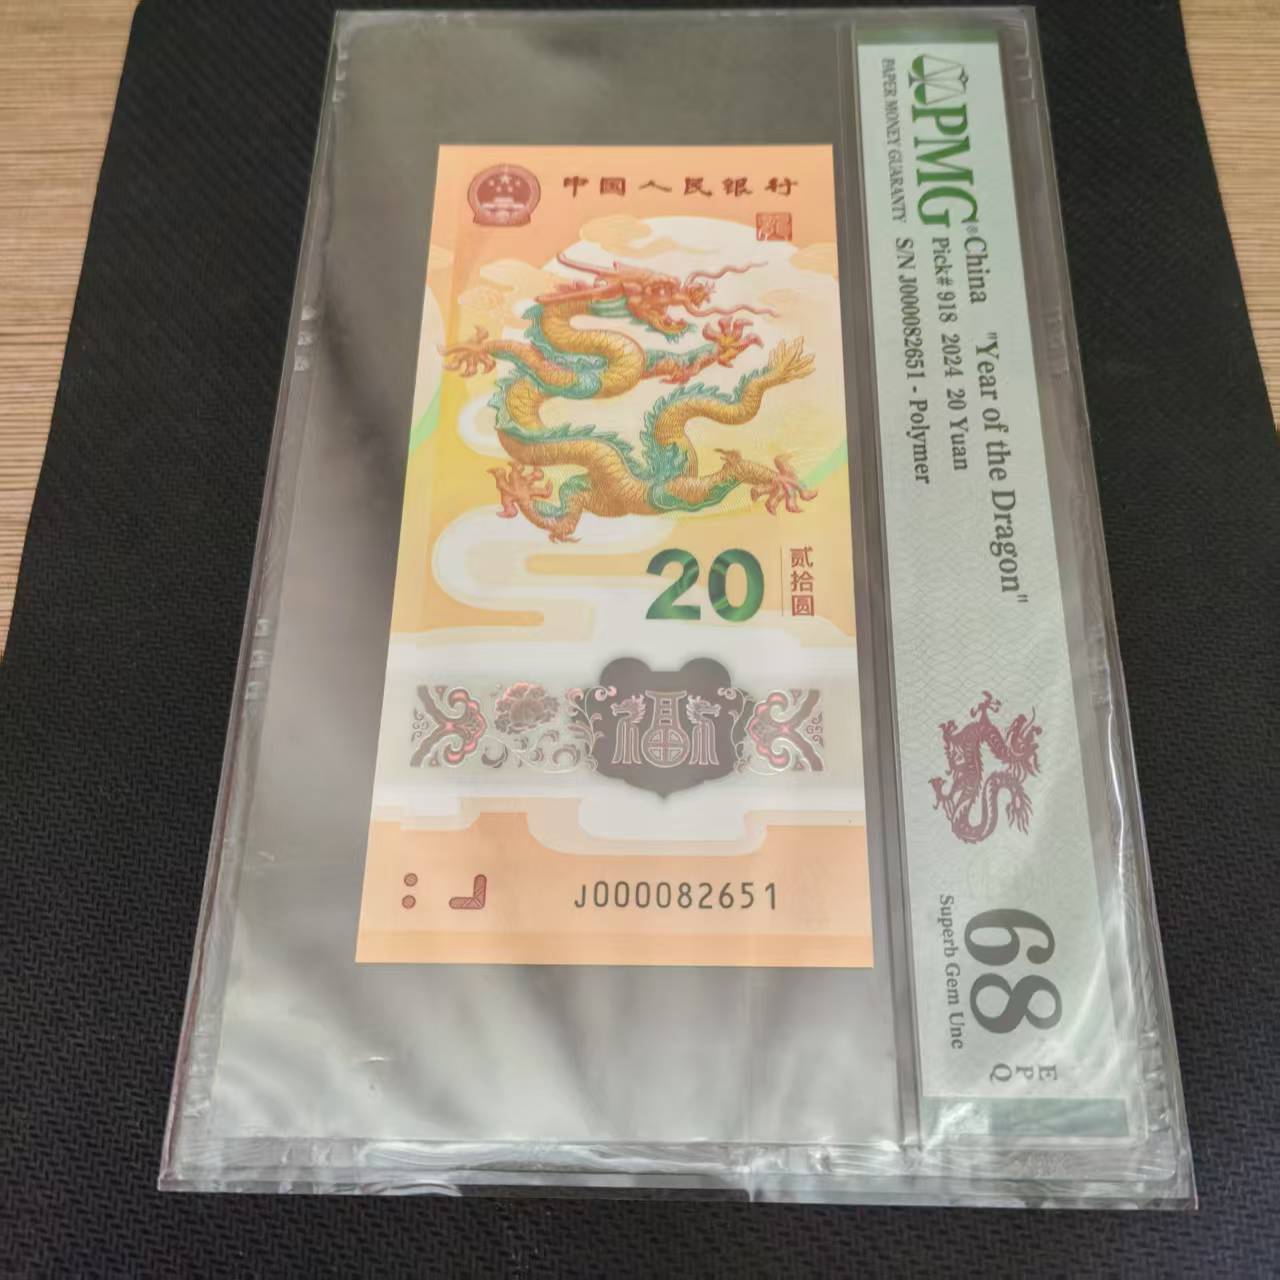 中国人民银行
20
贰拾圆
福
J000082651
PMG®
PAPER MONEY GUARANTY
China "Year of the Dragon"
Pick# 918 2024 20 Yuan
S/N J000082651 - Polymer
68 EPQ
Superb Gem Unc